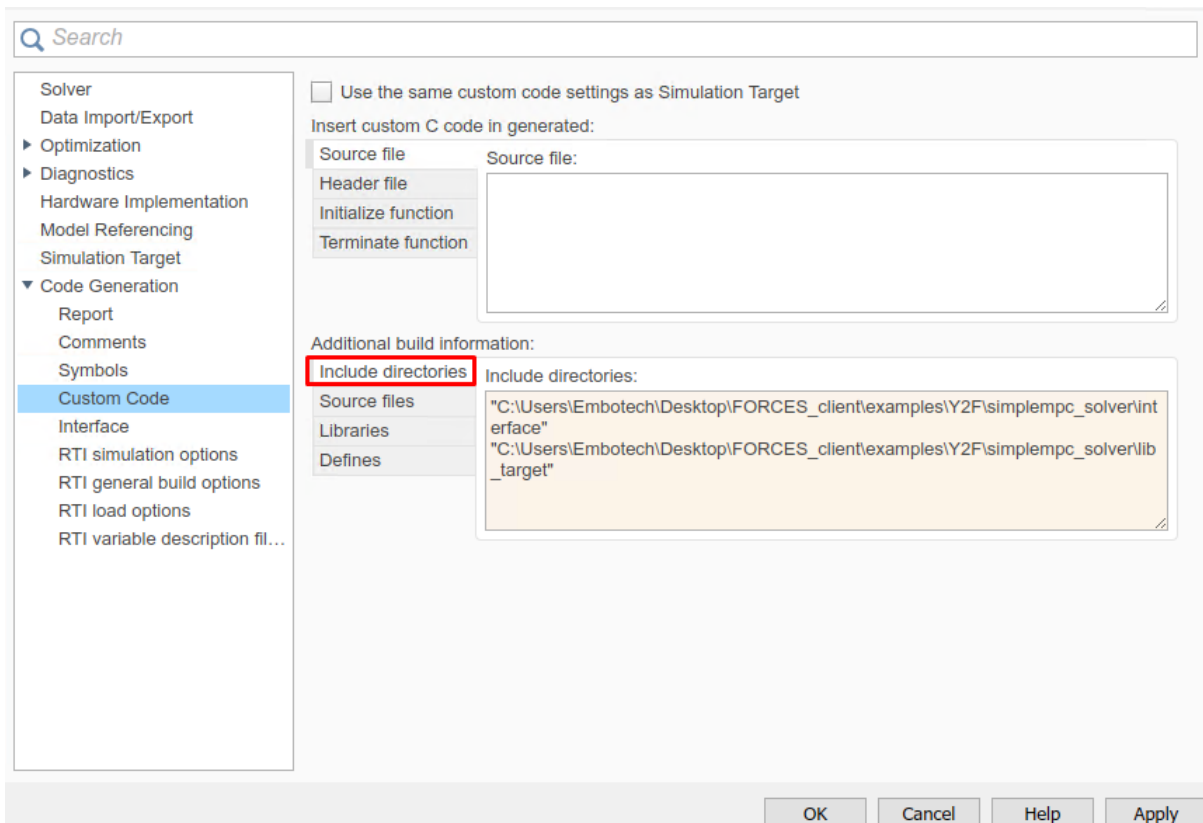 Search
Solver
Data Import/Export
Optimization
Diagnostics
Hardware Implementation
Model Referencing
Simulation Target
Code Generation
Report
Comments
Symbols
Custom Code
Interface
RTI simulation options
RTI general build options
RTI load options
RTI variable description fil...
Use the same custom code settings as Simulation Target
Insert custom C code in generated:
Source file
Header file
Initialize function
Terminate function
Source file:
Additional build information:
Include directories
Source files
Libraries
Defines
Include directories:
"C:\Users\Embotech\Desktop\FORCES_client\examples\Y2F\simplempc_solver\int
erface"
"C:\Users\Embotech\Desktop\FORCES_client\examples\Y2F\simplempc_solver\lib
_target"
OK
Cancel
Help
Apply